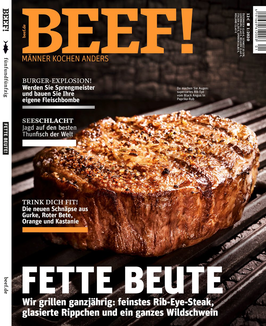 beef.de
BEEF!
MÄNNER KOCHEN ANDERS
fünfundfünfzig
FETTE BEUTE
beef.de
BURGER-EXPLOSION!
Werden Sie Sprengmeister
und bauen Sie Ihre
eigene Fleischbombe
SEESCHLACHT
Jagd auf den besten
Thunfisch der Welt
TRINK DICH FIT!
Die neuen Schnäpse aus
Gurke, Roter Bete,
Orange und Kastanie
FETTE BEUTE
Wir grillen ganzjährig: feinstes Rib-Eye-Steak,
glasierte Rippchen und ein ganzes Wildschwein